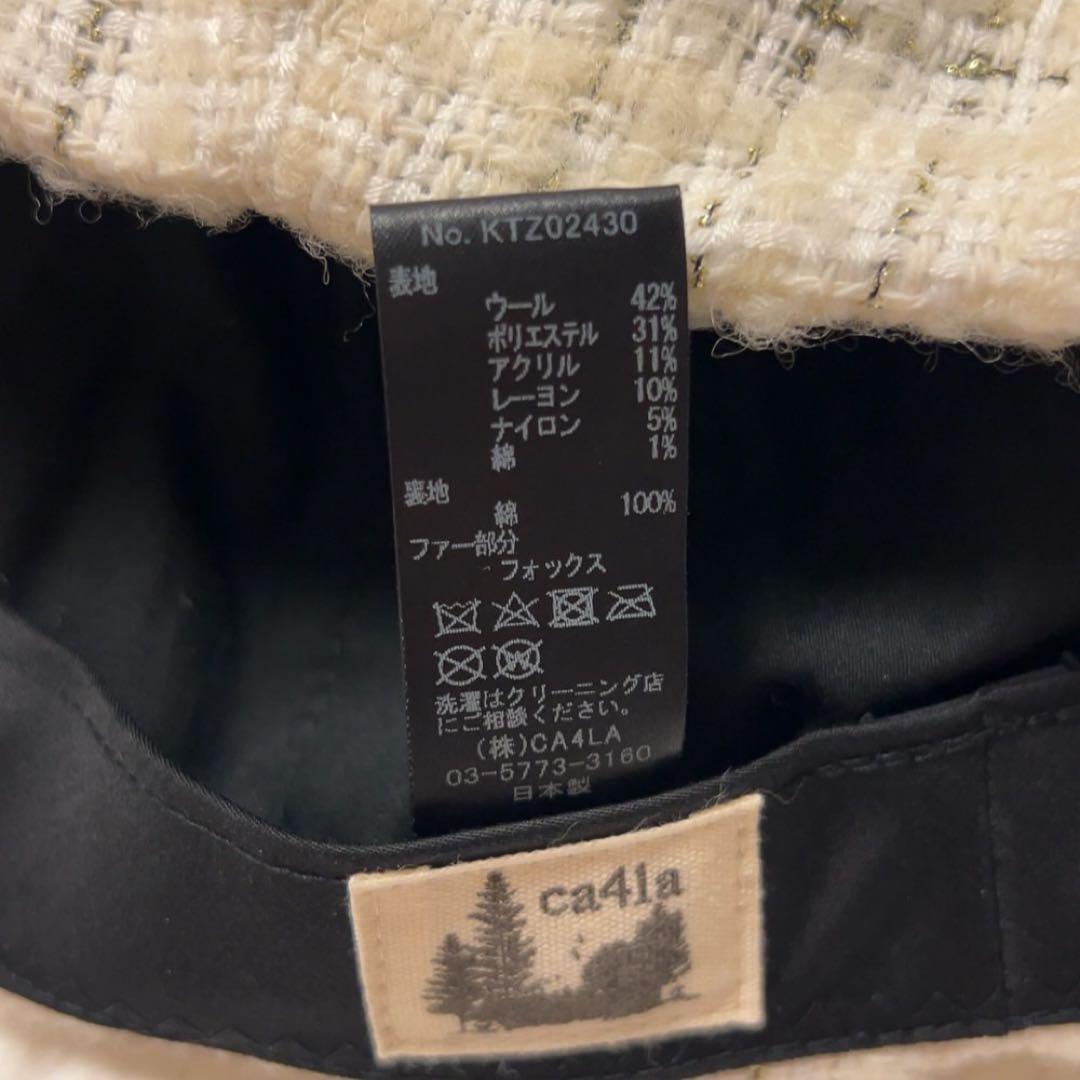 No. KTZ02430
表地
ウール 42%
ポリエステル 31%
アクリル 11%
レーヨン 10%
ナイロン 5%
綿 1%
裏地
綿 100%
ファー部分
フォックス
洗濯はクリーニング店
にご相談ください。
(株)CA4LA
03-5773-3160
日本製
ca4la